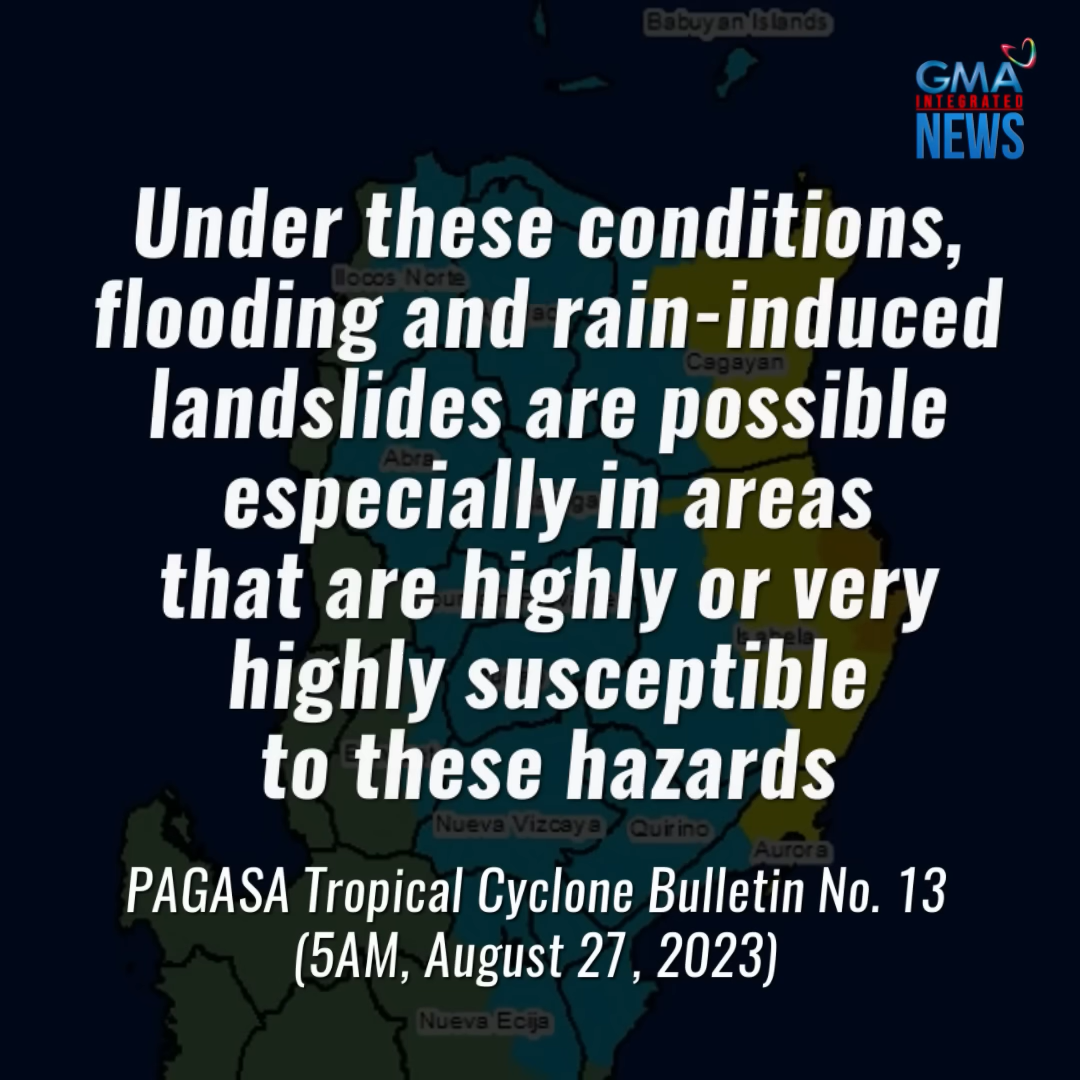 Babuyan Islands
GMA
INTEGRATED
NEWS
Under these conditions,
flooding and rain-induced
landslides are possible
especially in areas
that are highly or very
highly susceptible
to these hazards
Ilocos Norte
Cagayan
Abra
Isabela
Nueva Vizcaya
Quirino
Aurora
PAGASA Tropical Cyclone Bulletin No. 13
(5AM, August 27, 2023)
Nueva Ecija